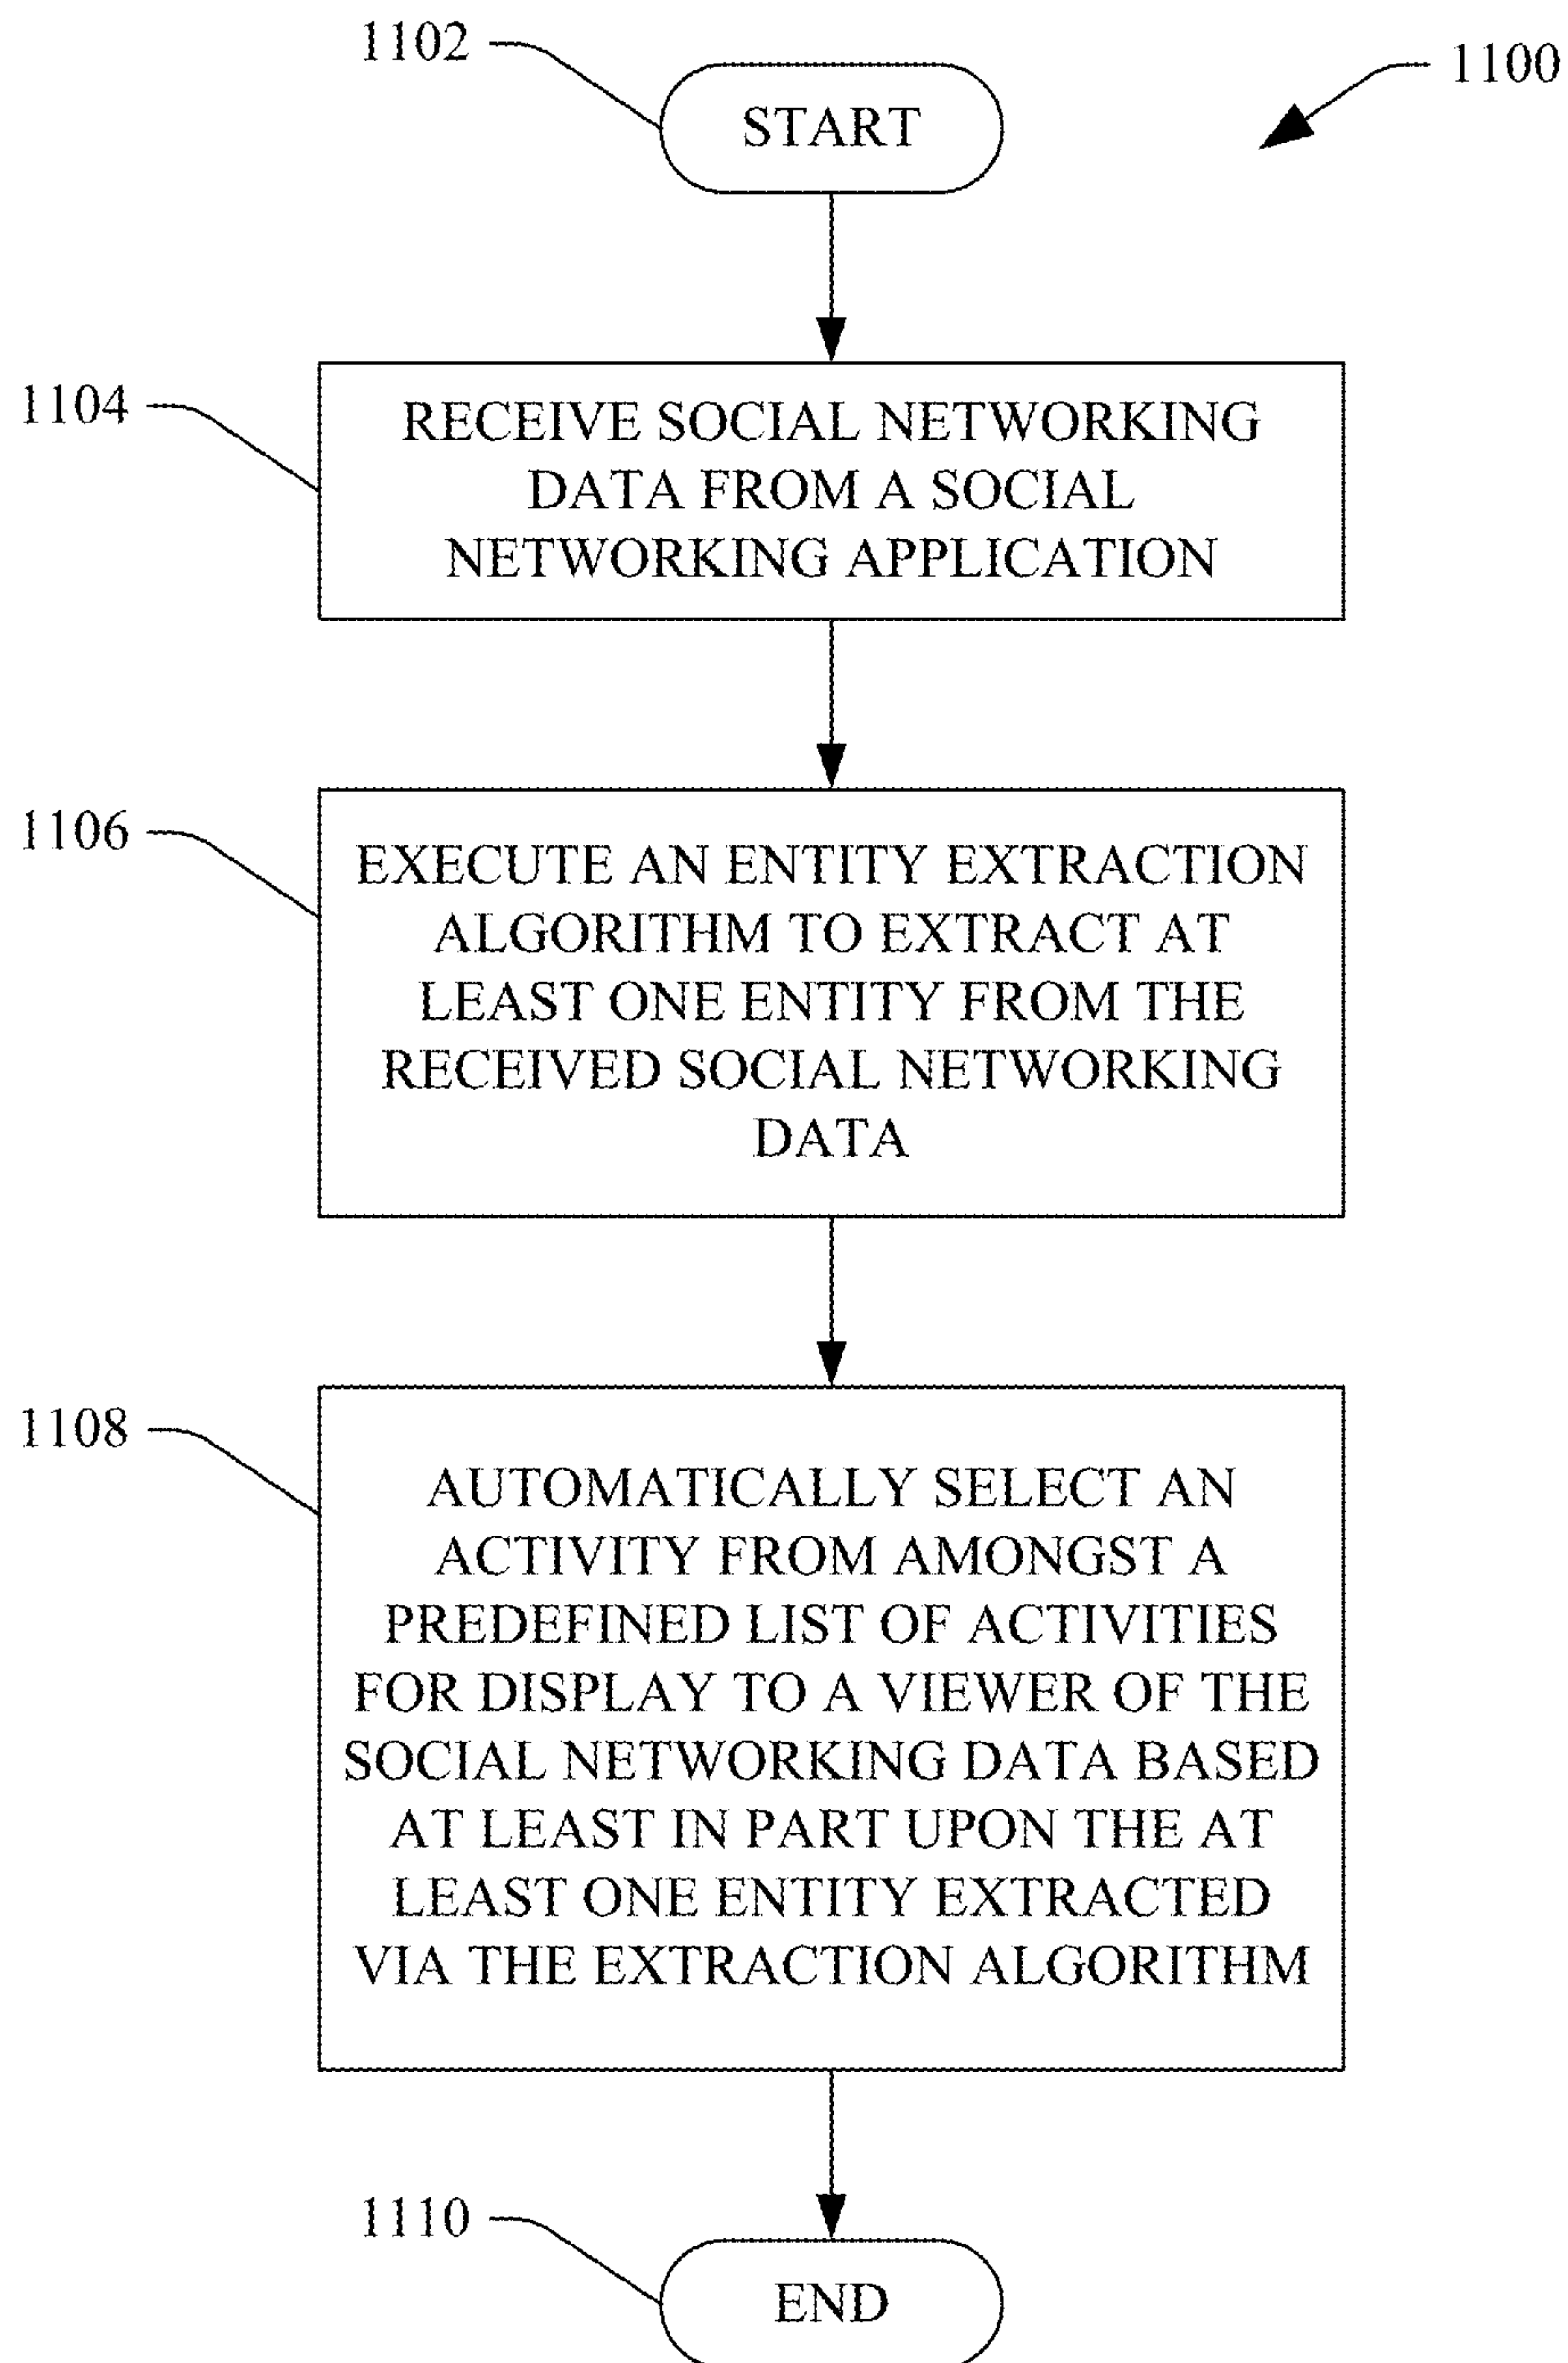 1102
START
1100
1104
RECEIVE SOCIAL NETWORKING
DATA FROM A SOCIAL
NETWORKING APPLICATION
1106
EXECUTE AN ENTITY EXTRACTION
ALGORITHM TO EXTRACT AT
LEAST ONE ENTITY FROM THE
RECEIVED SOCIAL NETWORKING
DATA
1108
AUTOMATICALLY SELECT AN
ACTIVITY FROM AMONGST A
PREDEFINED LIST OF ACTIVITIES
FOR DISPLAY TO A VIEWER OF THE
SOCIAL NETWORKING DATA BASED
AT LEAST IN PART UPON THE AT
LEAST ONE ENTITY EXTRACTED
VIA THE EXTRACTION ALGORITHM
1110
END